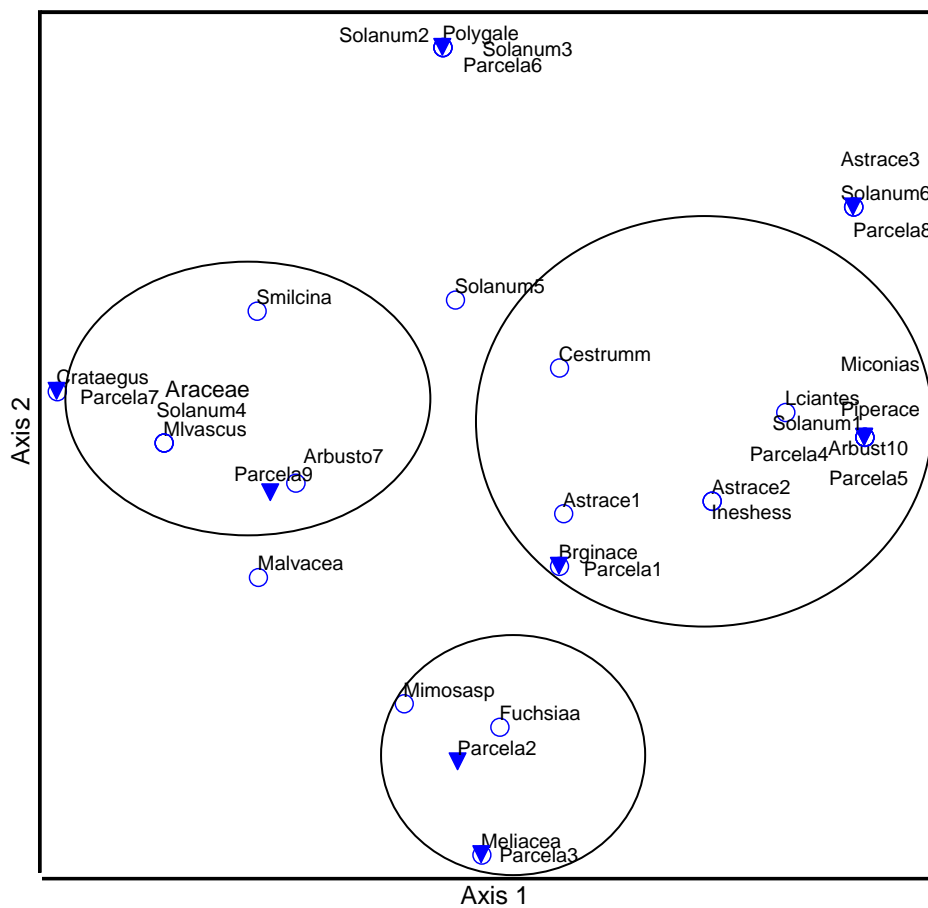 Solanum2
Polygale
Solanum3
Parcela6
Astrace3
Solanum6
Parcela8
Solanum5
Smilcina
Cestrumm
Miconias
Crataegus
Parcela7
Araceae
Solanum4
Mlvascus
Lciantes
Solanum1
Piperace
Parcela4
Arbust10
Parcela5
Arbusto7
Parcela9
Astrace2
Ineshess
Astrace1
Brginace
Parcela1
Malvacea
Mimosasp
Fuchsiaa
Parcela2
Meliacea
Parcela3
Axis 1
Axis 2